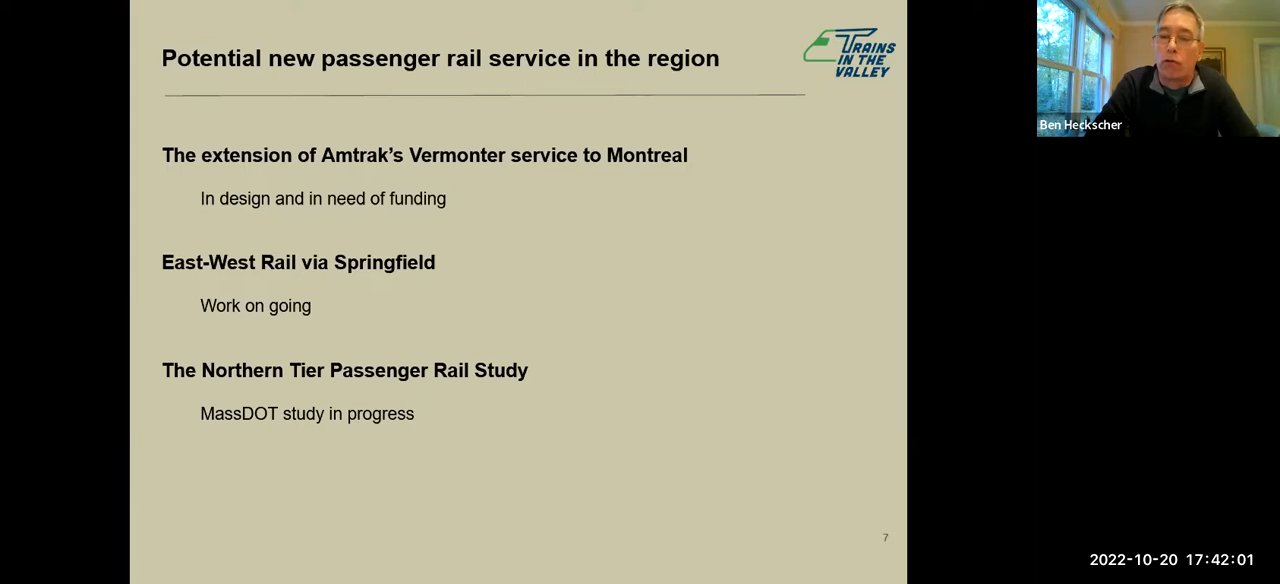 Potential new passenger rail service in the region
TRAINS
IN THE
VALLEY
The extension of Amtrak's Vermonter service to Montreal
In design and in need of funding
East-West Rail via Springfield
Work on going
The Northern Tier Passenger Rail Study
MassDOT study in progress
7
Ben Heckscher
2022-10-20 17:42:01